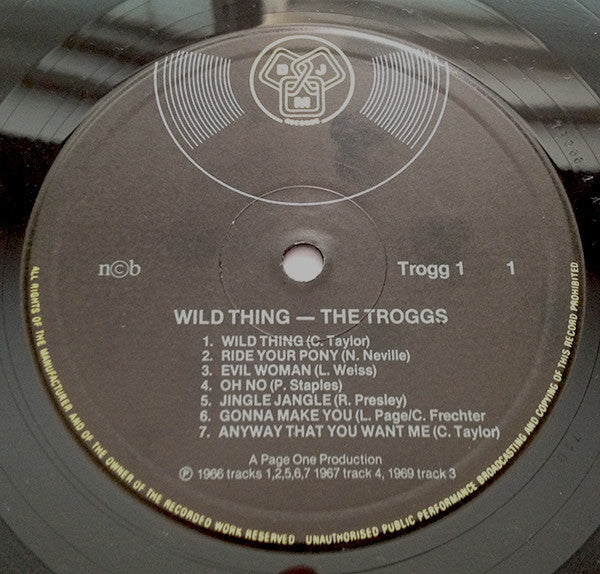 DJM
RECORDS
n©b
Trogg 1 1
WILD THING — THE TROGGS
1. WILD THING (C. Taylor)
2. RIDE YOUR PONY (N. Neville)
3. EVIL WOMAN (L. Weiss)
4. OH NO (P. Staples)
5. JINGLE JANGLE (R. Presley)
6. GONNA MAKE YOU (L. Page/C. Frechter
7. ANYWAY THAT YOU WANT ME (C. Taylor)
A Page One Production
℗ 1966 tracks 1,2,5,6,7 1967 track 4, 1969 track 3
ALL RIGHTS OF THE MANUFACTURER AND OF THE OWNER OF THE RECORDED WORK RESERVED · UNAUTHORISED PUBLIC PERFORMANCE BROADCASTING AND COPYING OF THIS RECORD PROHIBITED